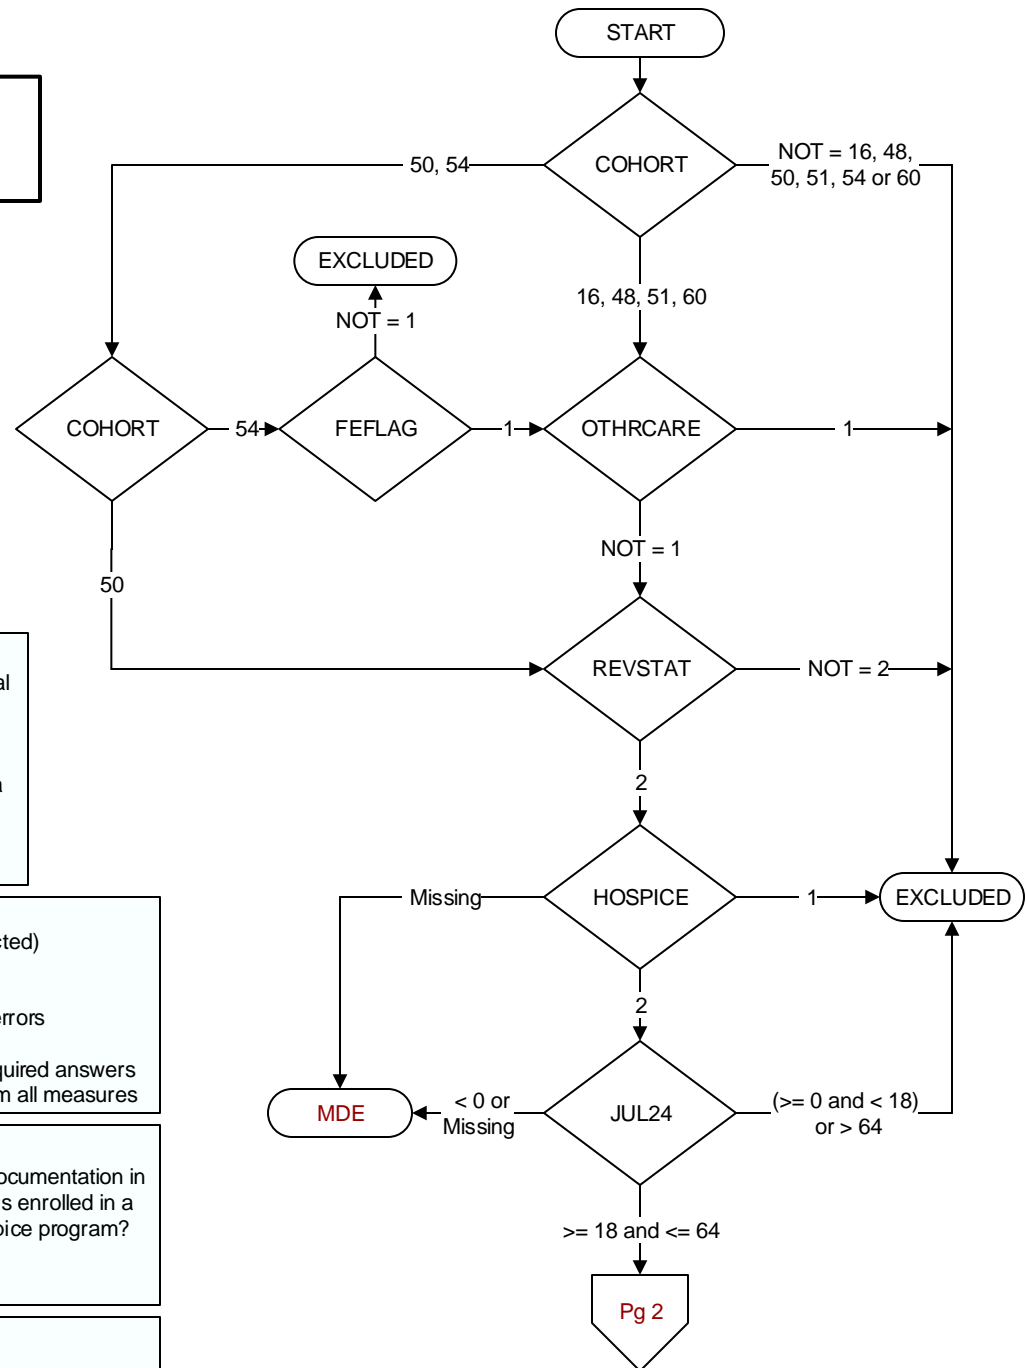 START
COHORT
50, 54
NOT = 16, 48,
50, 51, 54 or 60
EXCLUDED
16, 48, 51, 60
NOT = 1
COHORT
54
FEFLAG
1
OTHRCARE
1
NOT = 1
50
REVSTAT
NOT = 2
al
2
Missing
HOSPICE
1
EXCLUDED
cted)
2
errors
quired answers
m all measures
MDE
< 0 or
Missing
JUL24
(>= 0 and < 18)
or > 64
ocumentation in
s enrolled in a
pice program?
>= 18 and <= 64
Pg 2